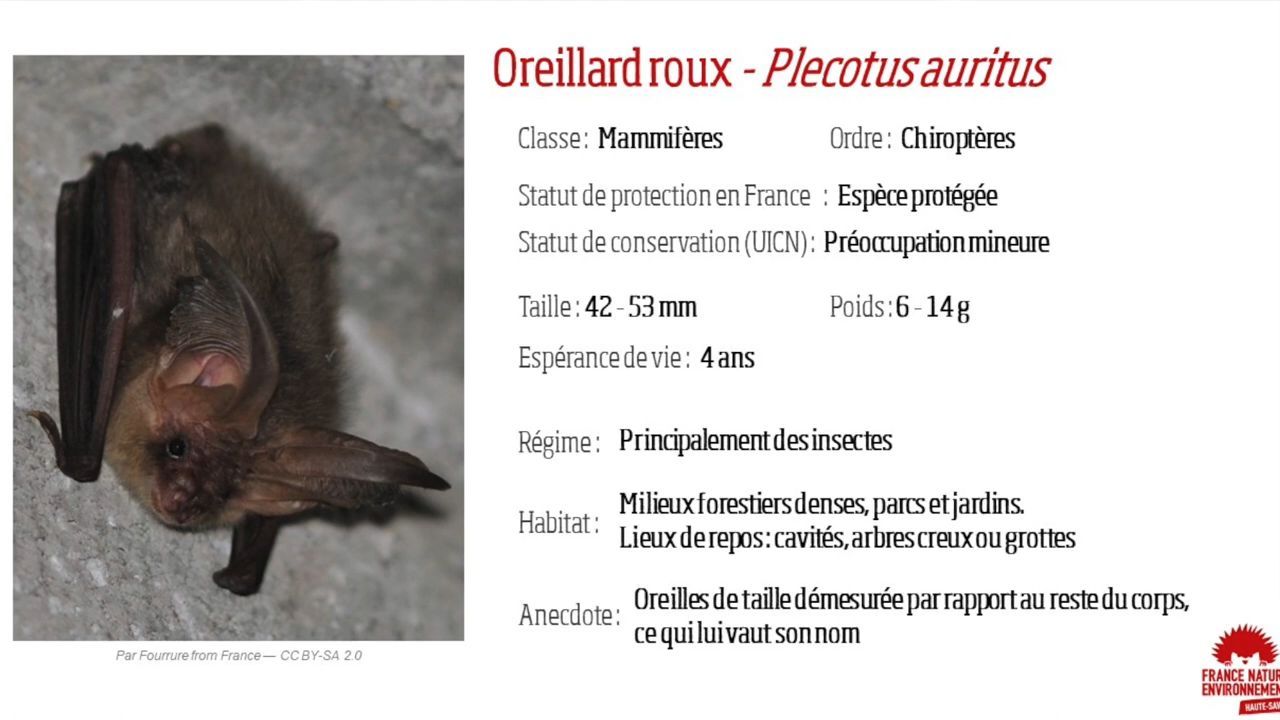 Oreillard roux - Plecotus auritus
Classe : Mammifères
Ordre : Chiroptères
Statut de protection en France : Espèce protégée
Statut de conservation (UICN) : Préoccupation mineure
Taille : 42 - 53 mm
Poids : 6 - 14 g
Espérance de vie : 4 ans
Régime : Principalement des insectes
Habitat : Milieux forestiers denses, parcs et jardins.
Lieux de repos : cavités, arbres creux ou grottes
Anecdote : Oreilles de taille démesurée par rapport au reste du corps,
ce qui lui vaut son nom
Par Fourrure from France — CC BY-SA 2.0
FRANCE